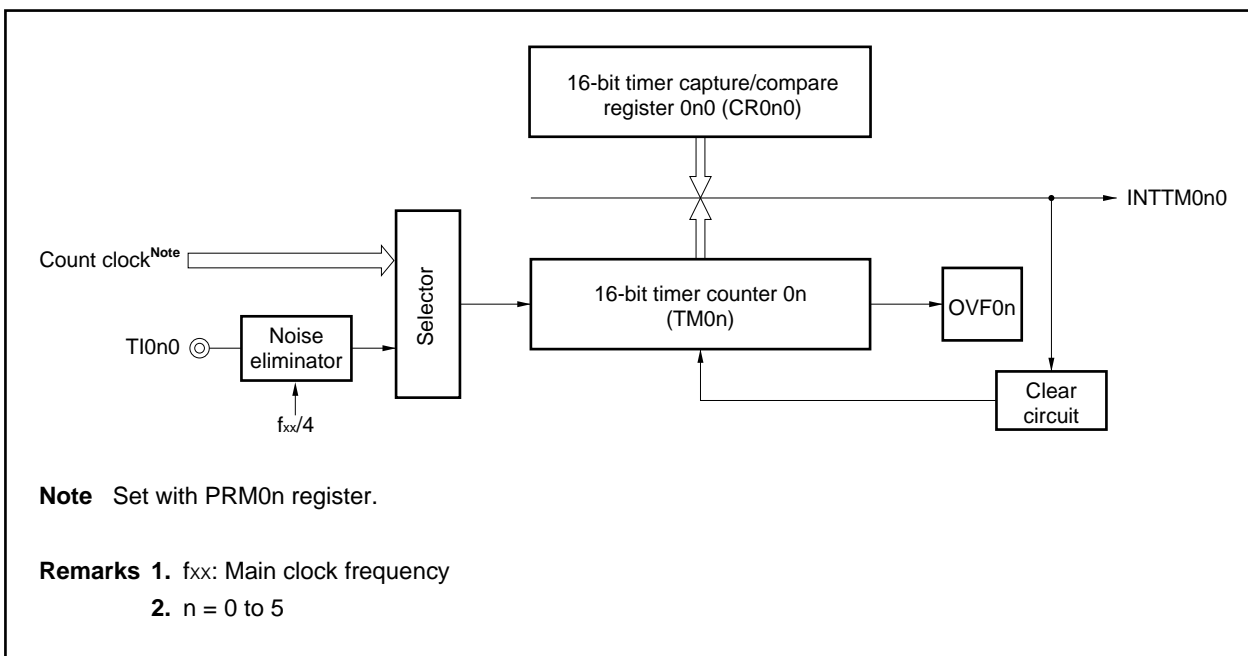 16-bit timer capture/compare
register 0n0 (CR0n0)
INTTM0n0
Count clockNote
Selector
16-bit timer counter 0n
(TM0n)
OVF0n
TI0n0
Noise
eliminator
fxx/4
Clear
circuit
Note Set with PRM0n register.
Remarks 1. fxx: Main clock frequency
2. n = 0 to 5